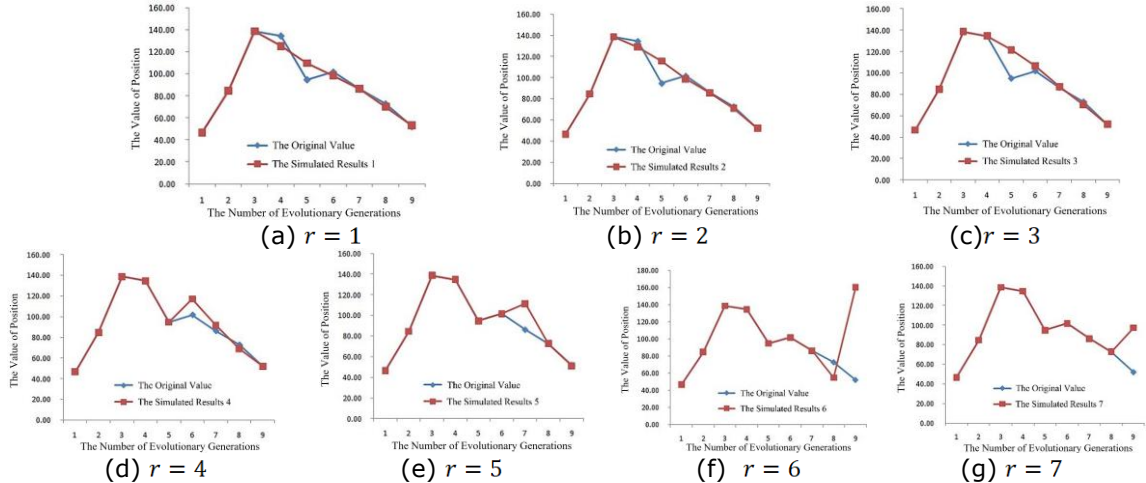 The Value of Position
160.00
140.00
120.00
100.00
80.00
60.00
40.00
20.00
0.00
The Original Value
The Simulated Results 1
1 2 3 4 5 6 7 8 9
The Number of Evolutionary Generations
(a) r = 1
The Value of Position
160.00
140.00
120.00
100.00
80.00
60.00
40.00
20.00
0.00
The Original Value
The Simulated Results 2
1 2 3 4 5 6 7 8 9
The Number of Evolutionary Generations
(b) r = 2
The Value of Position
160.00
140.00
120.00
100.00
80.00
60.00
40.00
20.00
0.00
The Original Value
The Simulated Results 3
1 2 3 4 5 6 7 8 9
The Number of Evolutionary Generations
(c)r = 3
The Value of Position
160.00
140.00
120.00
100.00
80.00
60.00
40.00
20.00
0.00
The Original Value
The Simulated Results 4
1 2 3 4 5 6 7 8 9
The Number of Evolutionary Generations
(d) r = 4
The Value of Position
160.00
140.00
120.00
100.00
80.00
60.00
40.00
20.00
0.00
The Original Value
The Simulated Results 5
1 2 3 4 5 6 7 8 9
The Number of Evolutionary Generations
(e) r = 5
The Value of Position
180.00
160.00
140.00
120.00
100.00
80.00
60.00
40.00
20.00
0.00
The Original Value
The Simulated Results 6
1 2 3 4 5 6 7 8 9
The Number of Evolutionary Generations
(f) r = 6
The Value of Position
160.00
140.00
120.00
100.00
80.00
60.00
40.00
20.00
0.00
The Original Value
The Simulated Results 7
1 2 3 4 5 6 7 8 9
The Number of Evolutionary Generations
(g) r = 7